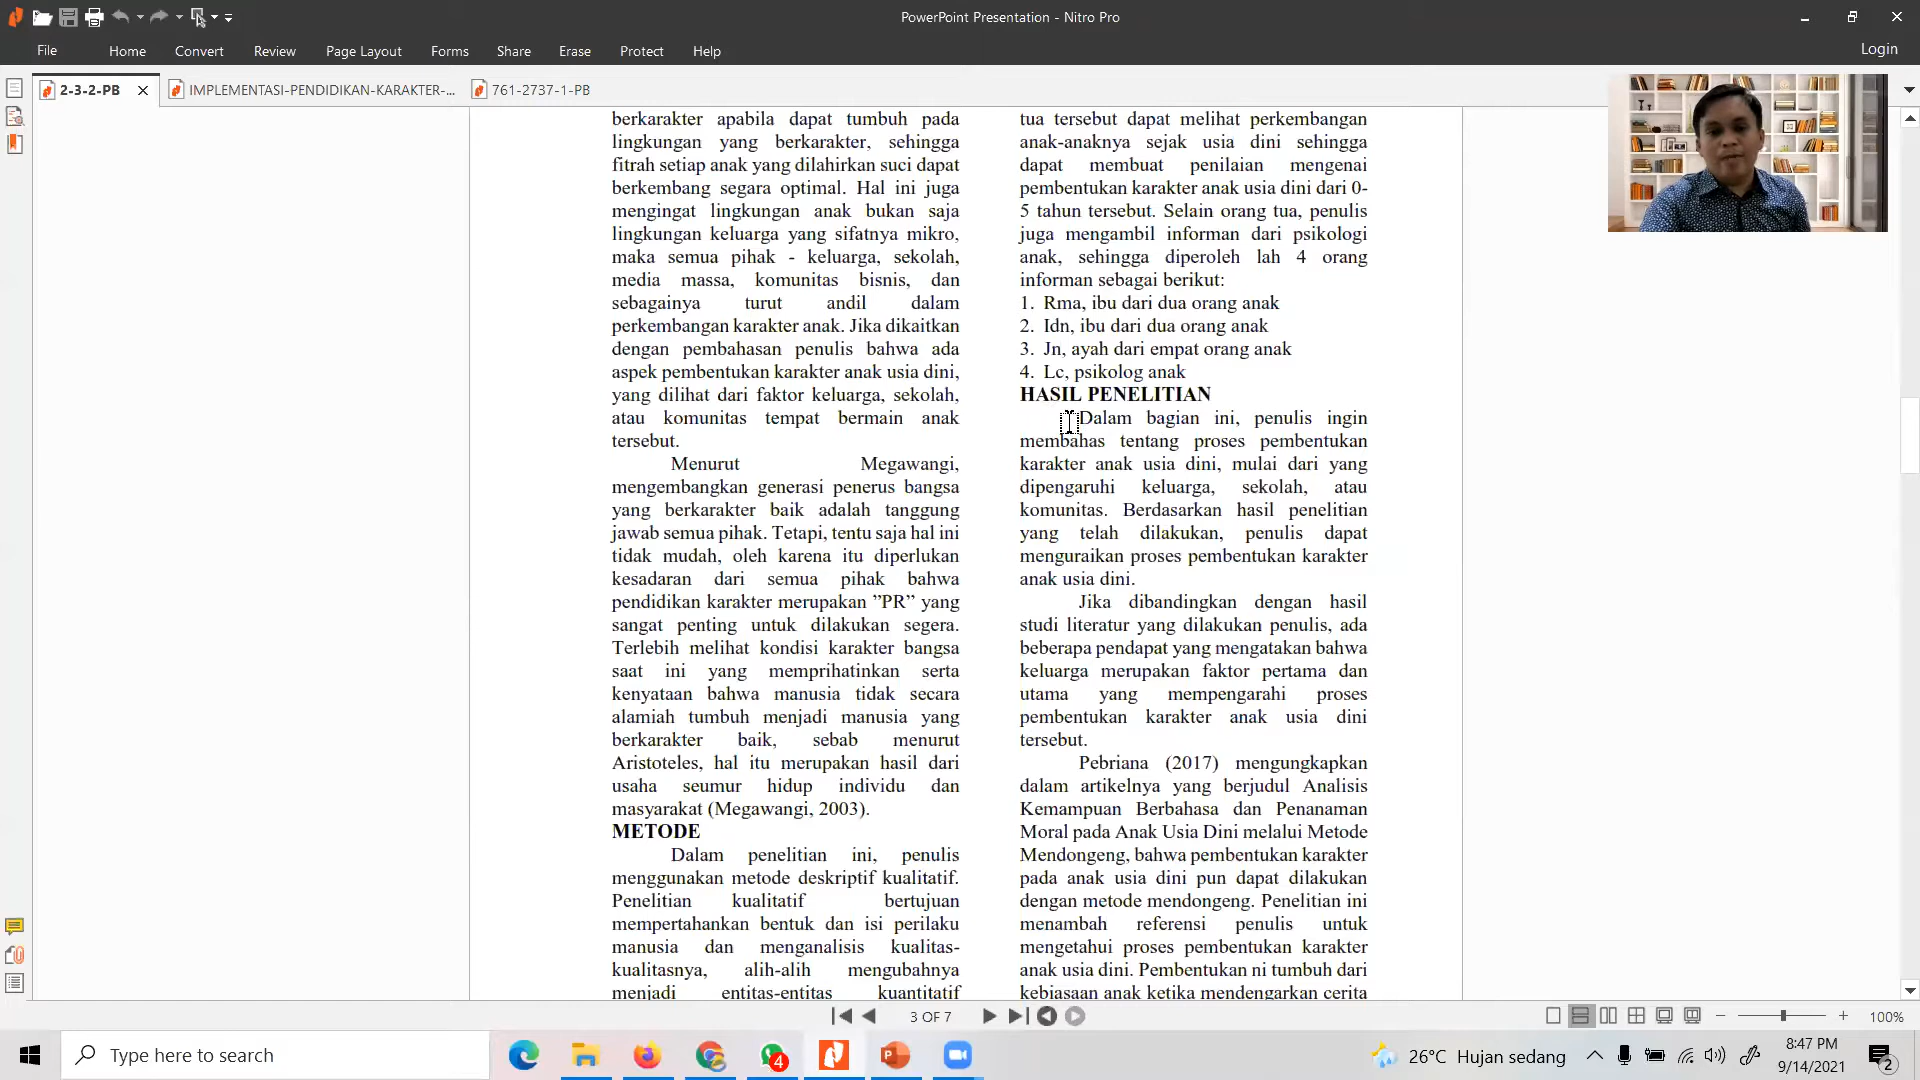 PowerPoint Presentation - Nitro Pro
File Home Convert Review Page Layout Forms Share Erase Protect Help Login
2-3-2-PB IMPLEMENTASI-PENDIDIKAN-KARAKTER-... 761-2737-1-PB
berkarakter apabila dapat tumbuh pada
lingkungan yang berkarakter, sehingga
fitrah setiap anak yang dilahirkan suci dapat
berkembang segara optimal. Hal ini juga
mengingat lingkungan anak bukan saja
lingkungan keluarga yang sifatnya mikro,
maka semua pihak - keluarga, sekolah,
media massa, komunitas bisnis, dan
sebagainya turut andil dalam
perkembangan karakter anak. Jika dikaitkan
dengan pembahasan penulis bahwa ada
aspek pembentukan karakter anak usia dini,
yang dilihat dari faktor keluarga, sekolah,
atau komunitas tempat bermain anak
tersebut.
Menurut Megawangi,
mengembangkan generasi penerus bangsa
yang berkarakter baik adalah tanggung
jawab semua pihak. Tetapi, tentu saja hal ini
tidak mudah, oleh karena itu diperlukan
kesadaran dari semua pihak bahwa
pendidikan karakter merupakan ”PR” yang
sangat penting untuk dilakukan segera.
Terlebih melihat kondisi karakter bangsa
saat ini yang memprihatinkan serta
kenyataan bahwa manusia tidak secara
alamiah tumbuh menjadi manusia yang
berkarakter baik, sebab menurut
Aristoteles, hal itu merupakan hasil dari
usaha seumur hidup individu dan
masyarakat (Megawangi, 2003).
METODE
Dalam penelitian ini, penulis
menggunakan metode deskriptif kualitatif.
Penelitian kualitatif bertujuan
mempertahankan bentuk dan isi perilaku
manusia dan menganalisis kualitas-
kualitasnya, alih-alih mengubahnya
menjadi entitas-entitas kuantitatif
tua tersebut dapat melihat perkembangan
anak-anaknya sejak usia dini sehingga
dapat membuat penilaian mengenai
pembentukan karakter anak usia dini dari 0-
5 tahun tersebut. Selain orang tua, penulis
juga mengambil informan dari psikologi
anak, sehingga diperoleh lah 4 orang
informan sebagai berikut:
1. Rma, ibu dari dua orang anak
2. Idn, ibu dari dua orang anak
3. Jn, ayah dari empat orang anak
4. Lc, psikolog anak
HASIL PENELITIAN
Dalam bagian ini, penulis ingin
membahas tentang proses pembentukan
karakter anak usia dini, mulai dari yang
dipengaruhi keluarga, sekolah, atau
komunitas. Berdasarkan hasil penelitian
yang telah dilakukan, penulis dapat
menguraikan proses pembentukan karakter
anak usia dini.
Jika dibandingkan dengan hasil
studi literatur yang dilakukan penulis, ada
beberapa pendapat yang mengatakan bahwa
keluarga merupakan faktor pertama dan
utama yang mempengarahi proses
pembentukan karakter anak usia dini
tersebut.
Pebriana (2017) mengungkapkan
dalam artikelnya yang berjudul Analisis
Kemampuan Berbahasa dan Penanaman
Moral pada Anak Usia Dini melalui Metode
Mendongeng, bahwa pembentukan karakter
pada anak usia dini pun dapat dilakukan
dengan metode mendongeng. Penelitian ini
menambah referensi penulis untuk
mengetahui proses pembentukan karakter
anak usia dini. Pembentukan ni tumbuh dari
kebiasaan anak ketika mendengarkan cerita
3 OF 7
100%
Type here to search
4
26°C Hujan sedang
8:47 PM
9/14/2021
2